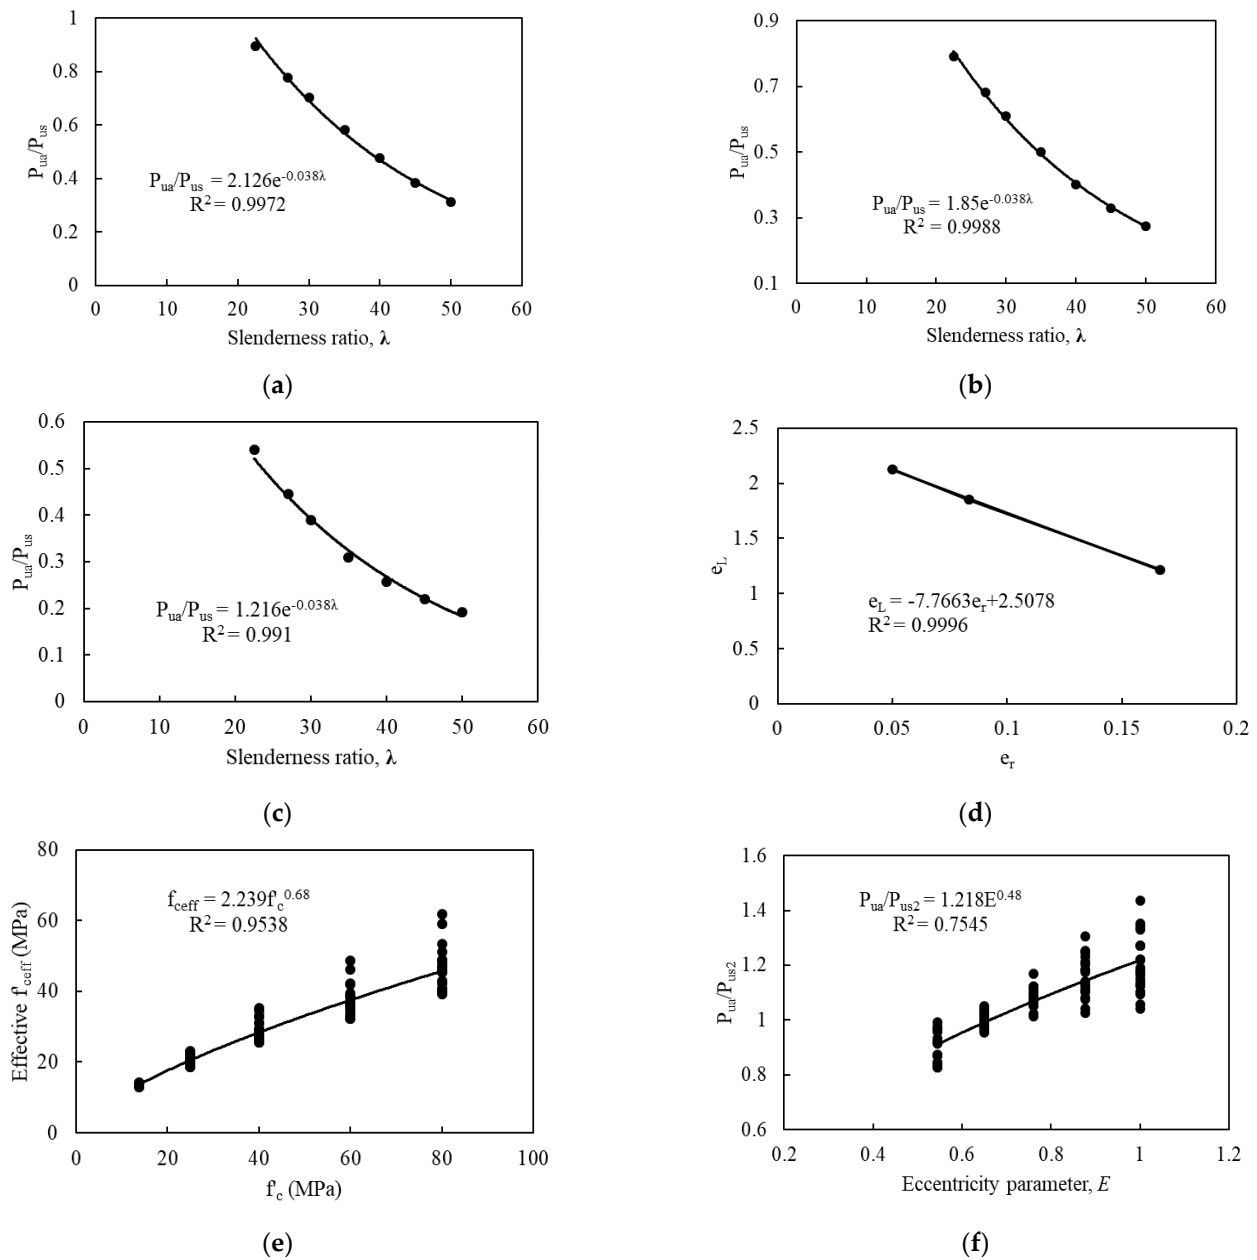 1
0.8
0.6
0.4
0.2
0
P_ua/P_us
P_ua/P_us = 2.126e^-0.038λ
R² = 0.9972
0 10 20 30 40 50 60
Slenderness ratio, λ
(a)
0.9
0.7
0.5
0.3
0.1
P_ua/P_us
P_ua/P_us = 1.85e^-0.038λ
R² = 0.9988
0 10 20 30 40 50 60
Slenderness ratio, λ
(b)
0.6
0.5
0.4
0.3
0.2
0.1
0
P_ua/P_us
P_ua/P_us = 1.216e^-0.038λ
R² = 0.991
0 10 20 30 40 50 60
Slenderness ratio, λ
(c)
2.5
2
1.5
1
0.5
0
e_L
e_L = -7.7663e_r+2.5078
R² = 0.9996
0 0.05 0.1 0.15 0.2
e_r
(d)
80
60
40
20
0
Effective f'_ceff (MPa)
f_ceff = 2.239f'_c^0.68
R² = 0.9538
0 20 40 60 80 100
f'_c (MPa)
(e)
1.6
1.4
1.2
1
0.8
0.6
P_ua/P_us2
P_ua/P_us2 = 1.218E^0.48
R² = 0.7545
0.2 0.4 0.6 0.8 1 1.2
Eccentricity parameter, E
(f)